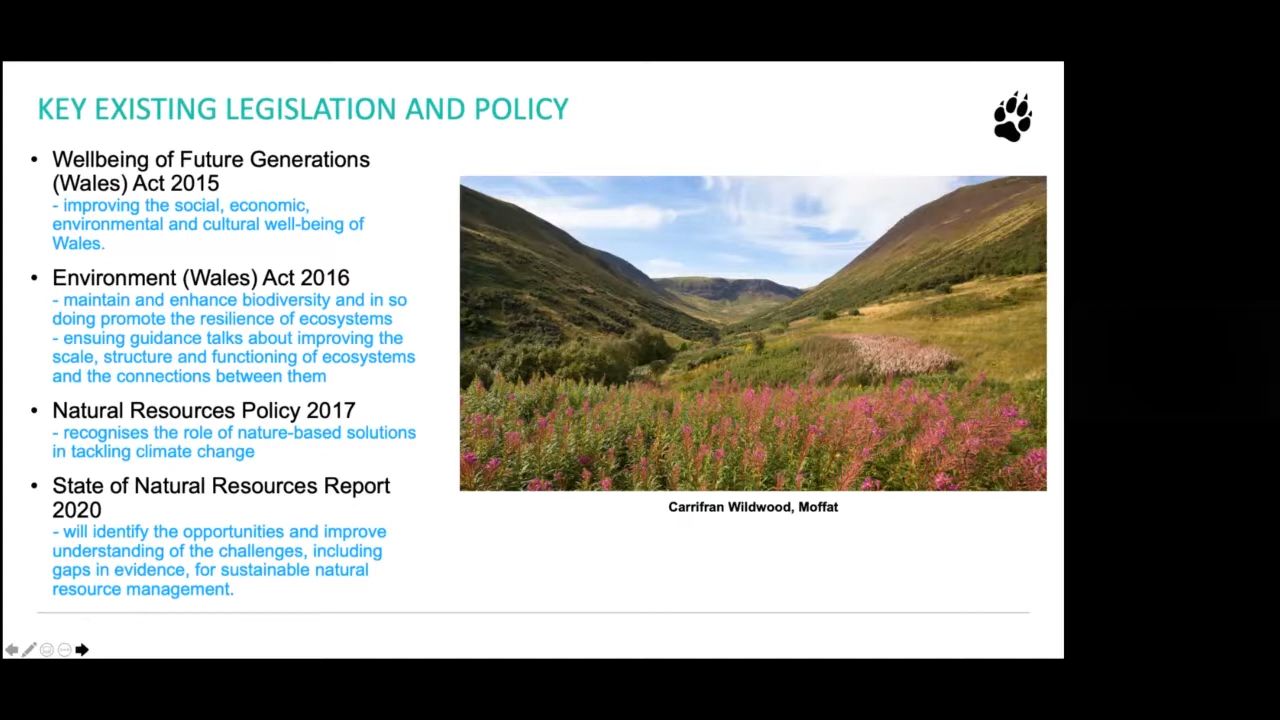 KEY EXISTING LEGISLATION AND POLICY
• Wellbeing of Future Generations
(Wales) Act 2015
- improving the social, economic,
environmental and cultural well-being of
Wales.
• Environment (Wales) Act 2016
- maintain and enhance biodiversity and in so
doing promote the resilience of ecosystems
- ensuing guidance talks about improving the
scale, structure and functioning of ecosystems
and the connections between them
• Natural Resources Policy 2017
- recognises the role of nature-based solutions
in tackling climate change
• State of Natural Resources Report
2020
- will identify the opportunities and improve
understanding of the challenges, including
gaps in evidence, for sustainable natural
resource management.
Carrifran Wildwood, Moffat